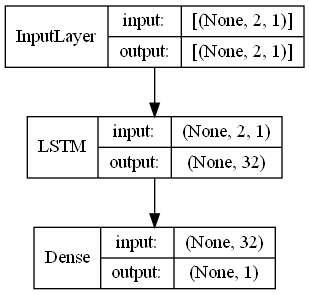 InputLayer
input: [(None, 2, 1)]
output: [(None, 2, 1)]
LSTM
input: (None, 2, 1)
output: (None, 32)
Dense
input: (None, 32)
output: (None, 1)